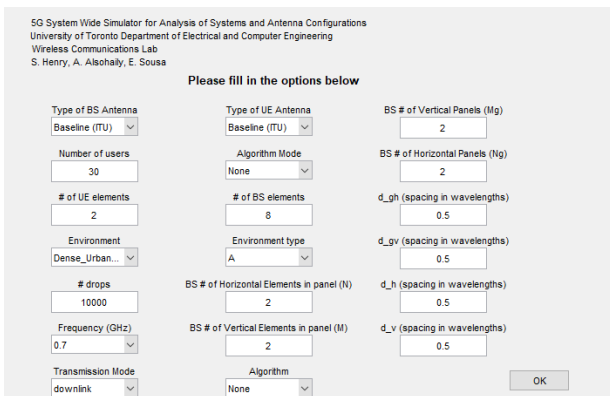 5G System Wide Simulator for Analysis of Systems and Antenna Configurations
University of Toronto Department of Electrical and Computer Engineering
Wireless Communications Lab
S. Henry, A. Alsohaily, E. Sousa
Please fill in the options below
Type of BS Antenna
Baseline (ITU)
Type of UE Antenna
Baseline (ITU)
BS # of Vertical Panels (Mg)
2
Number of users
30
Algorithm Mode
None
BS # of Horizontal Panels (Ng)
2
# of UE elements
2
# of BS elements
8
d_gh (spacing in wavelengths)
0.5
Environment
Dense_Urban...
Environment type
A
d_gv (spacing in wavelengths)
0.5
# drops
10000
BS # of Horizontal Elements in panel (N)
2
d_h (spacing in wavelengths)
0.5
Frequency (GHz)
0.7
BS # of Vertical Elements in panel (M)
2
d_v (spacing in wavelengths)
0.5
Transmission Mode
downlink
Algorithm
None
OK